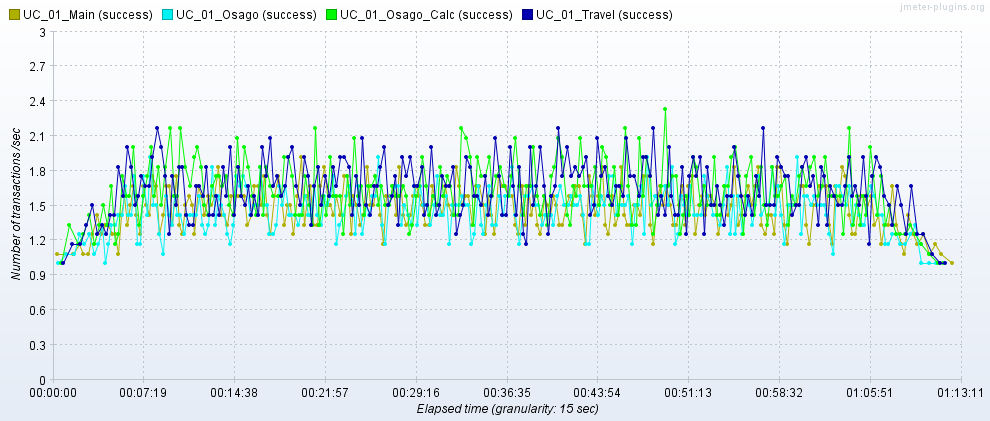 UC_01_Main (success) UC_01_Osago (success) UC_01_Osago_Calc (success) UC_01_Travel (success)
jmeter-plugins.org
Number of transactions/sec
3
2.7
2.4
2.1
1.8
1.5
1.2
0.9
0.6
0.3
0
00:00:00 00:07:19 00:14:38 00:21:57 00:29:16 00:36:35 00:43:54 00:51:13 00:58:32 01:05:51 01:13:11
Elapsed time (granularity: 15 sec)